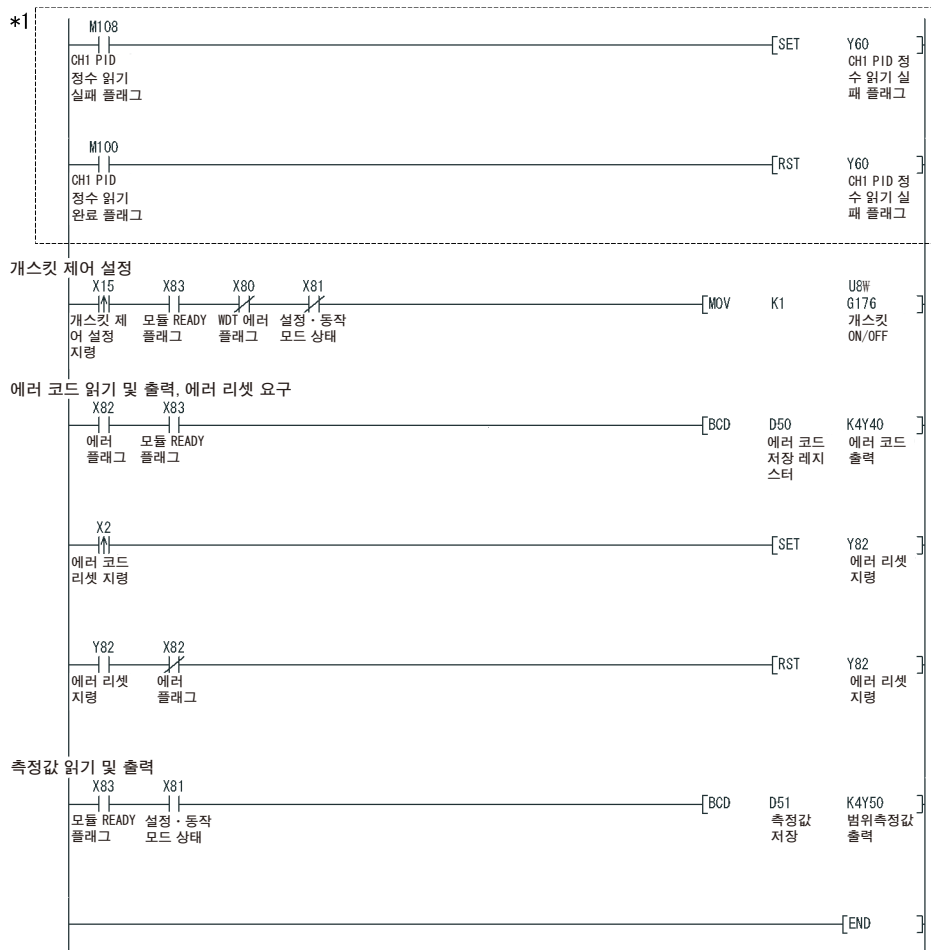 *1
M108
SET Y60
CH1 PID
정수 읽기
실패 플래그
CH1 PID 정
수 읽기 실
패 플래그
M100
RST Y60
CH1 PID
정수 읽기
완료 플래그
CH1 PID 정
수 읽기 실
패 플래그
개스킷 제어 설정
X15 X83 X80 X81
MOV K1 U8₩
G176
개스킷 제
어 설정
지령
모듈 READY
플래그
WDT 에러
플래그
설정・동작
모드 상태
개스킷
ON/OFF
에러 코드 읽기 및 출력, 에러 리셋 요구
X82 X83
BCD D50 K4Y40
에러
플래그
모듈 READY
플래그
에러 코드
저장 레지
스터
에러 코드
출력
X2
SET Y82
에러 코드
리셋 지령
에러 리셋
지령
Y82 X82
RST Y82
에러 리셋
지령
에러
플래그
에러 리셋
지령
측정값 읽기 및 출력
X83 X81
BCD D51 K4Y50
모듈 READY
플래그
설정・동작
모드 상태
측정값
저장
범위측정값
출력
END